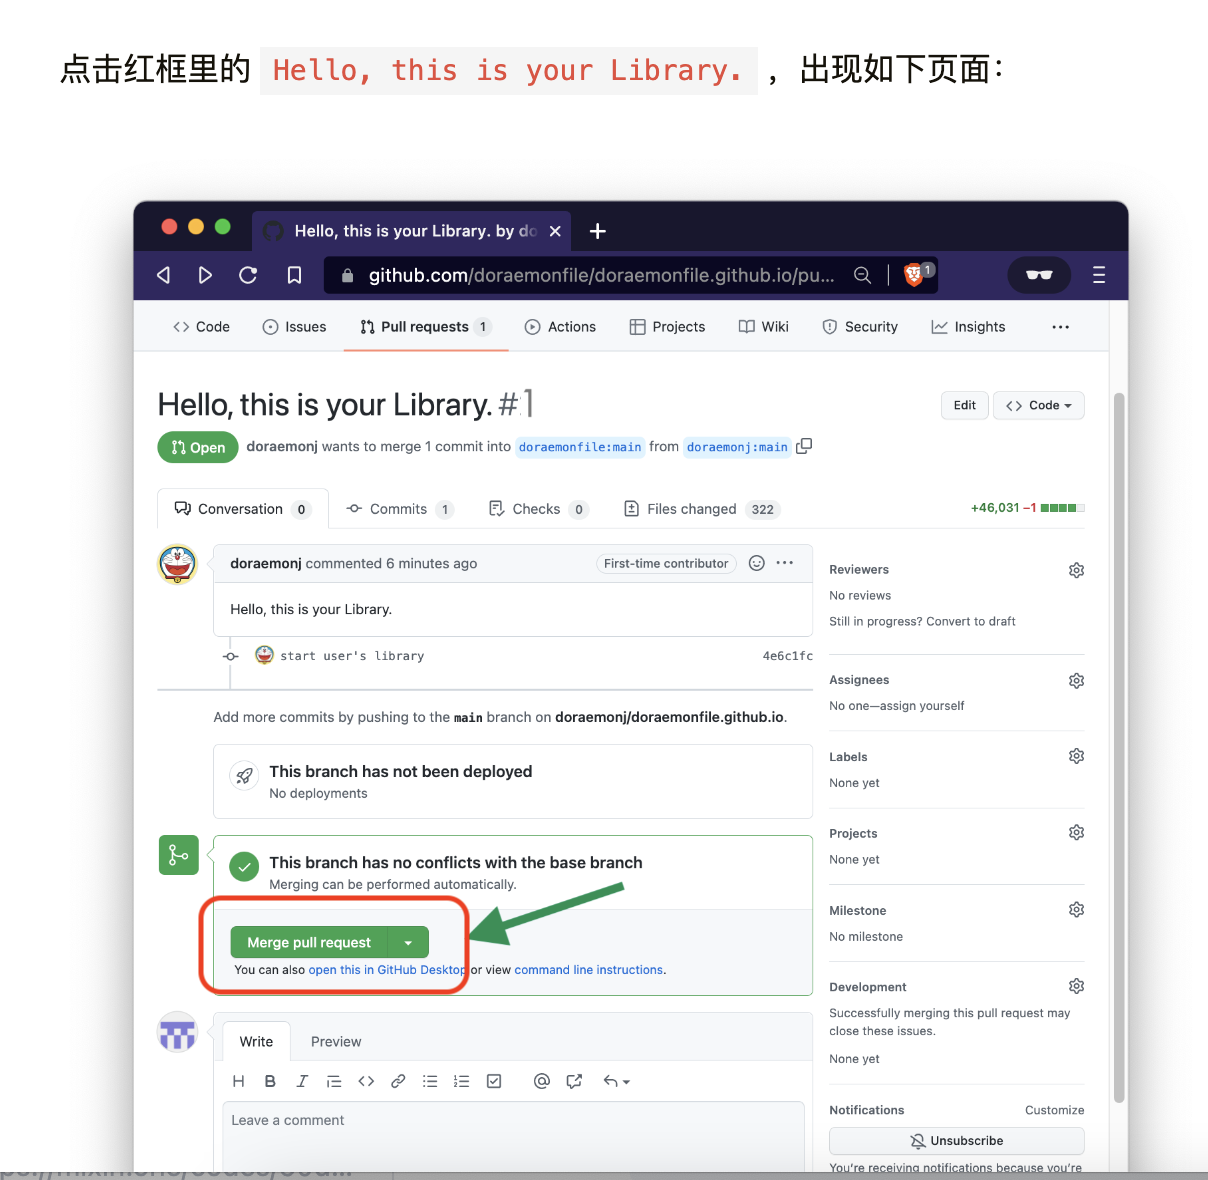 点击红框里的 Hello, this is your Library. ，出现如下页面：
Hello, this is your Library. by do
github.com/doraemonfile/doraemonfile.github.io/pu... 1
Code Issues Pull requests 1 Actions Projects Wiki Security Insights ...
Hello, this is your Library. #1
Edit Code
Open doraemonj wants to merge 1 commit into doraemonfile:main from doraemonj:main
Conversation 0 Commits 1 Checks 0 Files changed 322 +46,031 −1
doraemonj commented 6 minutes ago First-time contributor ...
Hello, this is your Library.
start user's library 4e6c1fc
Add more commits by pushing to the main branch on doraemonj/doraemonfile.github.io.
This branch has not been deployed
No deployments
This branch has no conflicts with the base branch
Merging can be performed automatically.
Merge pull request
You can also open this in GitHub Desktop or view command line instructions.
Write Preview
H B I @
Leave a comment
Reviewers
No reviews
Still in progress? Convert to draft
Assignees
No one—assign yourself
Labels
None yet
Projects
None yet
Milestone
No milestone
Development
Successfully merging this pull request may
close these issues.
None yet
Notifications Customize
Unsubscribe
You're receiving notifications because you're